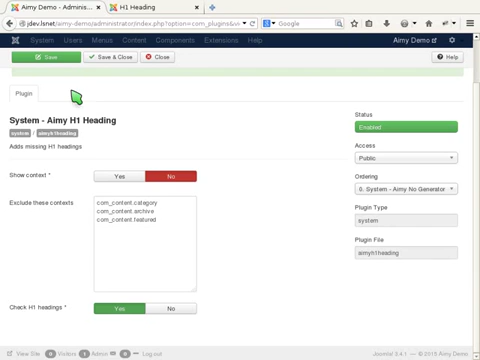 Aimy Demo - Adminis... H1 Heading
jdev.lsnet/aimy-demo/administrator/index.php?option=com_plugins&v Google
System Users Menus Content Components Extensions Help Aimy Demo
Save Save & Close Close Help
Plugin
System - Aimy H1 Heading
system / aimyh1heading
Adds missing H1 headings
Show context * Yes No
Exclude these contexts
com_content.category
com_content.archive
com_content.featured
Check H1 headings * Yes No
Status
Enabled
Access
Public
Ordering
0. System - Aimy No Generator
Plugin Type
system
Plugin File
aimyh1heading
View Site 0 Visitors 1 Admin 0 Log out Joomla! 3.4.1 — © 2015 Aimy Demo